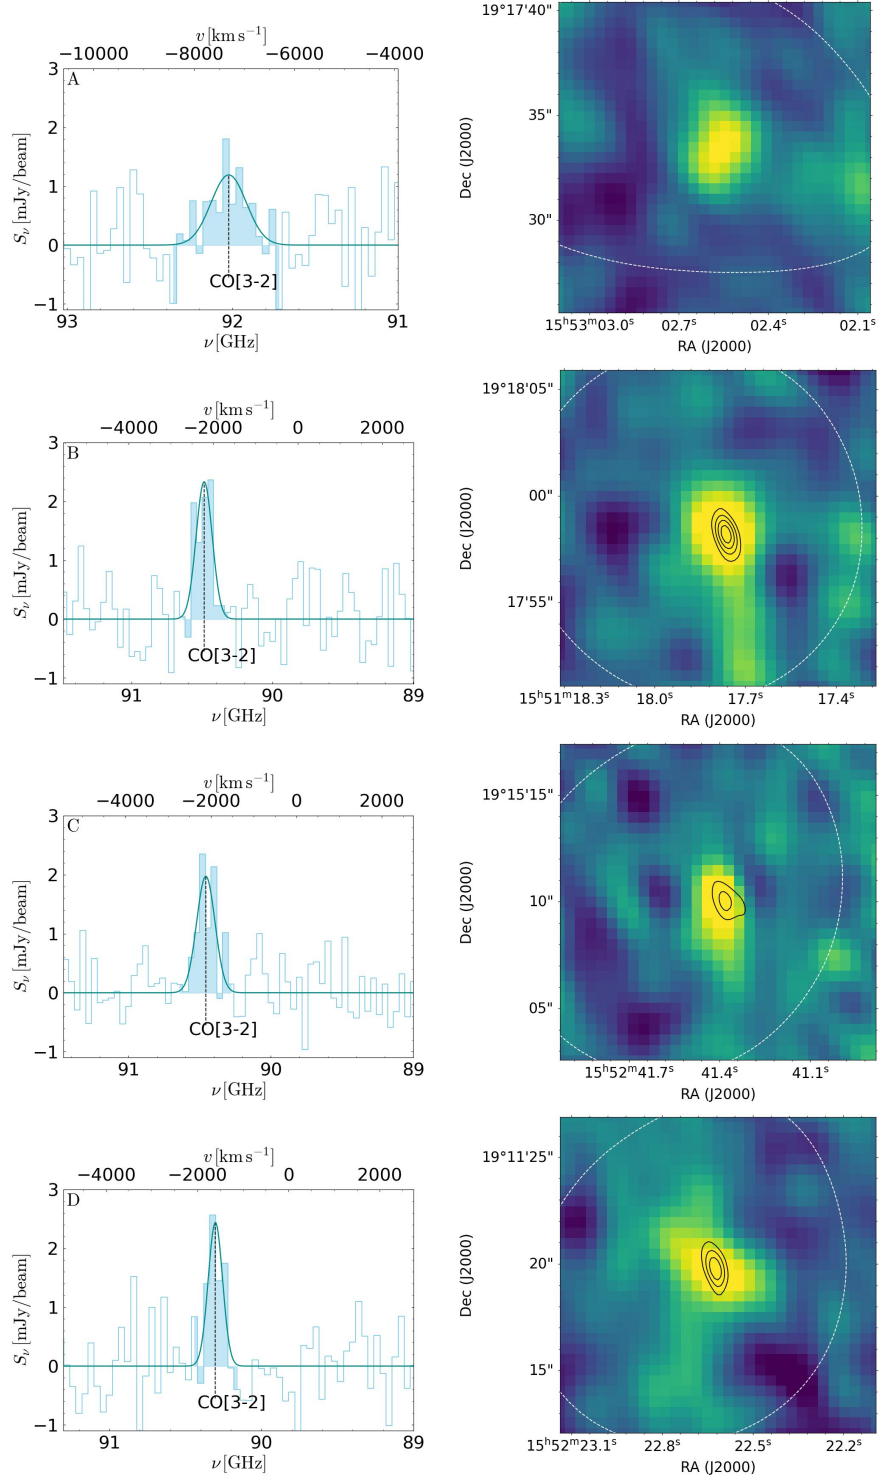 v [km s⁻¹]
−10000 −8000 −6000 −4000
A
3
2
1
0
−1
S_ν [mJy/beam]
CO[3-2]
93 92 91
ν [GHz]
19°17'40"
35"
30"
Dec (J2000)
15ʰ53ᵐ03.0ˢ 02.7ˢ 02.4ˢ 02.1ˢ
RA (J2000)
v [km s⁻¹]
−4000 −2000 0 2000
B
3
2
1
0
−1
S_ν [mJy/beam]
CO[3-2]
91 90 89
ν [GHz]
19°18'05"
00"
17'55"
Dec (J2000)
15ʰ51ᵐ18.3ˢ 18.0ˢ 17.7ˢ 17.4ˢ
RA (J2000)
v [km s⁻¹]
−4000 −2000 0 2000
C
3
2
1
0
−1
S_ν [mJy/beam]
CO[3-2]
91 90 89
ν [GHz]
19°15'15"
10"
05"
Dec (J2000)
15ʰ52ᵐ41.7ˢ 41.4ˢ 41.1ˢ
RA (J2000)
v [km s⁻¹]
−4000 −2000 0 2000
D
3
2
1
0
−1
S_ν [mJy/beam]
CO[3-2]
91 90 89
ν [GHz]
19°11'25"
20"
15"
Dec (J2000)
15ʰ52ᵐ23.1ˢ 22.8ˢ 22.5ˢ 22.2ˢ
RA (J2000)